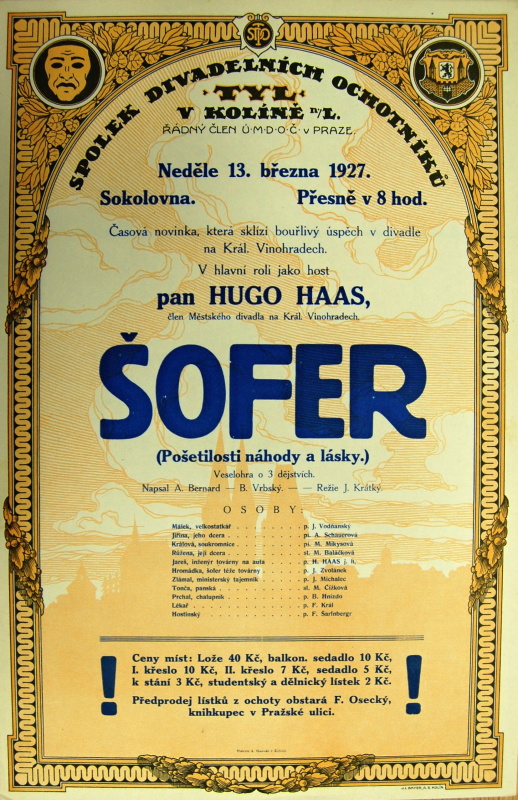 SPOLEK DIVADELNÍCH OCHOTNÍKŮ
TYL
V KOLÍNĚ n/L.
ŘÁDNÝ ČLEN Ú·M·D·O·Č· v PRAZE.
Neděle 13. března 1927.
Sokolovna. Přesně v 8 hod.
Časová novinka, která sklízí bouřlivý úspěch v divadle
na Král. Vinohradech.
V hlavní roli jako host
pan HUGO HAAS,
člen Městského divadla na Král. Vinohradech.
ŠOFER
(Pošetilosti náhody a lásky.)
Veselohra o 3 dějstvích.
Napsal A. Bernard — B. Vrbský. — — Režie J. Krátký.
OSOBY:
Málek, velkostatkář . . . p. J. Vodňanský
Jiřina, jeho dcera . . . pí. A. Schauerová
Králová, soukromnice . . . pí. M. Mikysová
Růžena, její dcera . . . sl. M. Baláčková
Jareš, inženýr továrny na auta . . . p. H. HAAS j. h.
Hromádka, šofer téže továrny . . . p. J. Zvolánek
Zlámal, ministerský tajemník . . . p. J. Michalec
Tonča, panská . . . sl. M. Čížková
Prchal, chalupník . . . p. B. Hnízdo
Lékař . . . p. F. Král
Hostinský . . . p. F.
! Ceny míst: Lože 40 Kč, balkon. sedadlo 10 Kč, !
I. křeslo 10 Kč, II. křeslo 7 Kč, sedadlo 5 Kč,
k stání 3 Kč, studentský a dělnický lístek 2 Kč.
Předprodej lístků z ochoty obstará F. Osecký,
knihkupec v Pražské ulici.